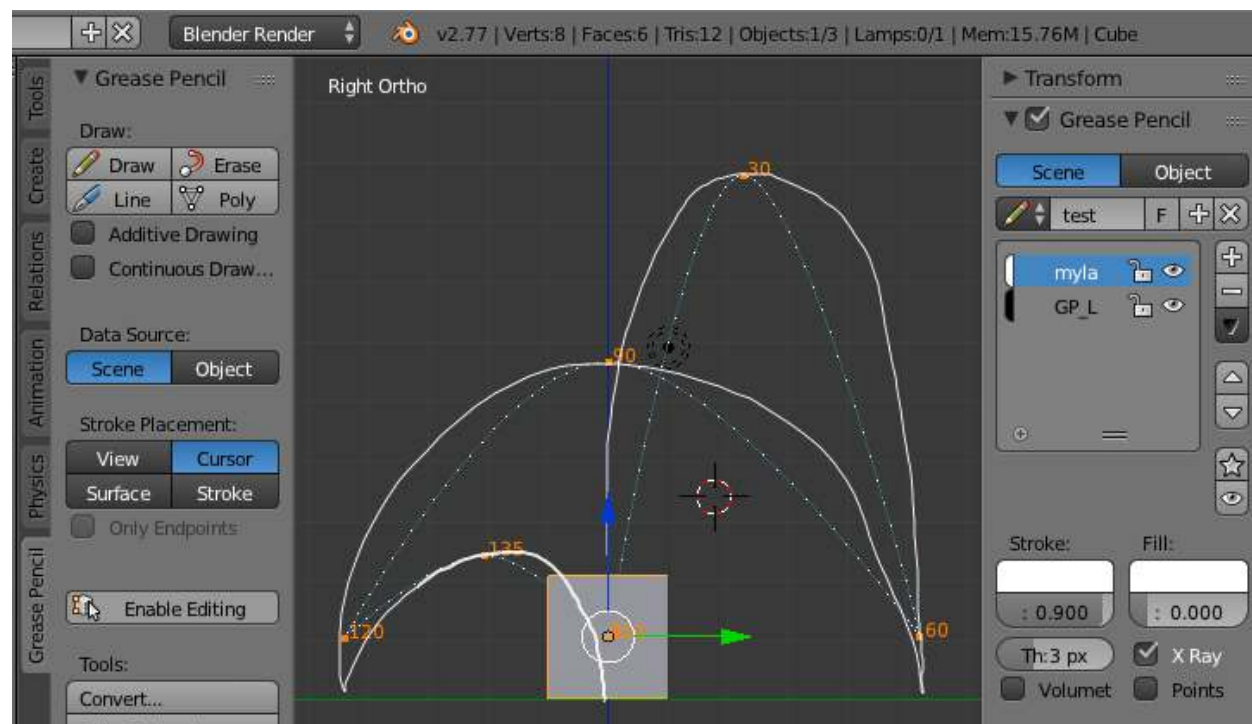 Blender Render
v2.77 | Verts:8 | Faces:6 | Tris:12 | Objects:1/3 | Lamps:0/1 | Mem:15.76M | Cube
Tools
Create
Relations
Animation
Physics
Grease Pencil
Grease Pencil
Draw:
Draw
Erase
Line
Poly
Additive Drawing
Continuous Draw...
Data Source:
Scene
Object
Stroke Placement:
View
Cursor
Surface
Stroke
Only Endpoints
Enable Editing
Tools:
Convert...
Right Ortho
30
90
135
120
60
Transform
Grease Pencil
Scene
Object
test
F
myla
GP_L
Stroke:
Fill:
: 0.900
: 0.000
Th:3 px
X Ray
Volumet
Points